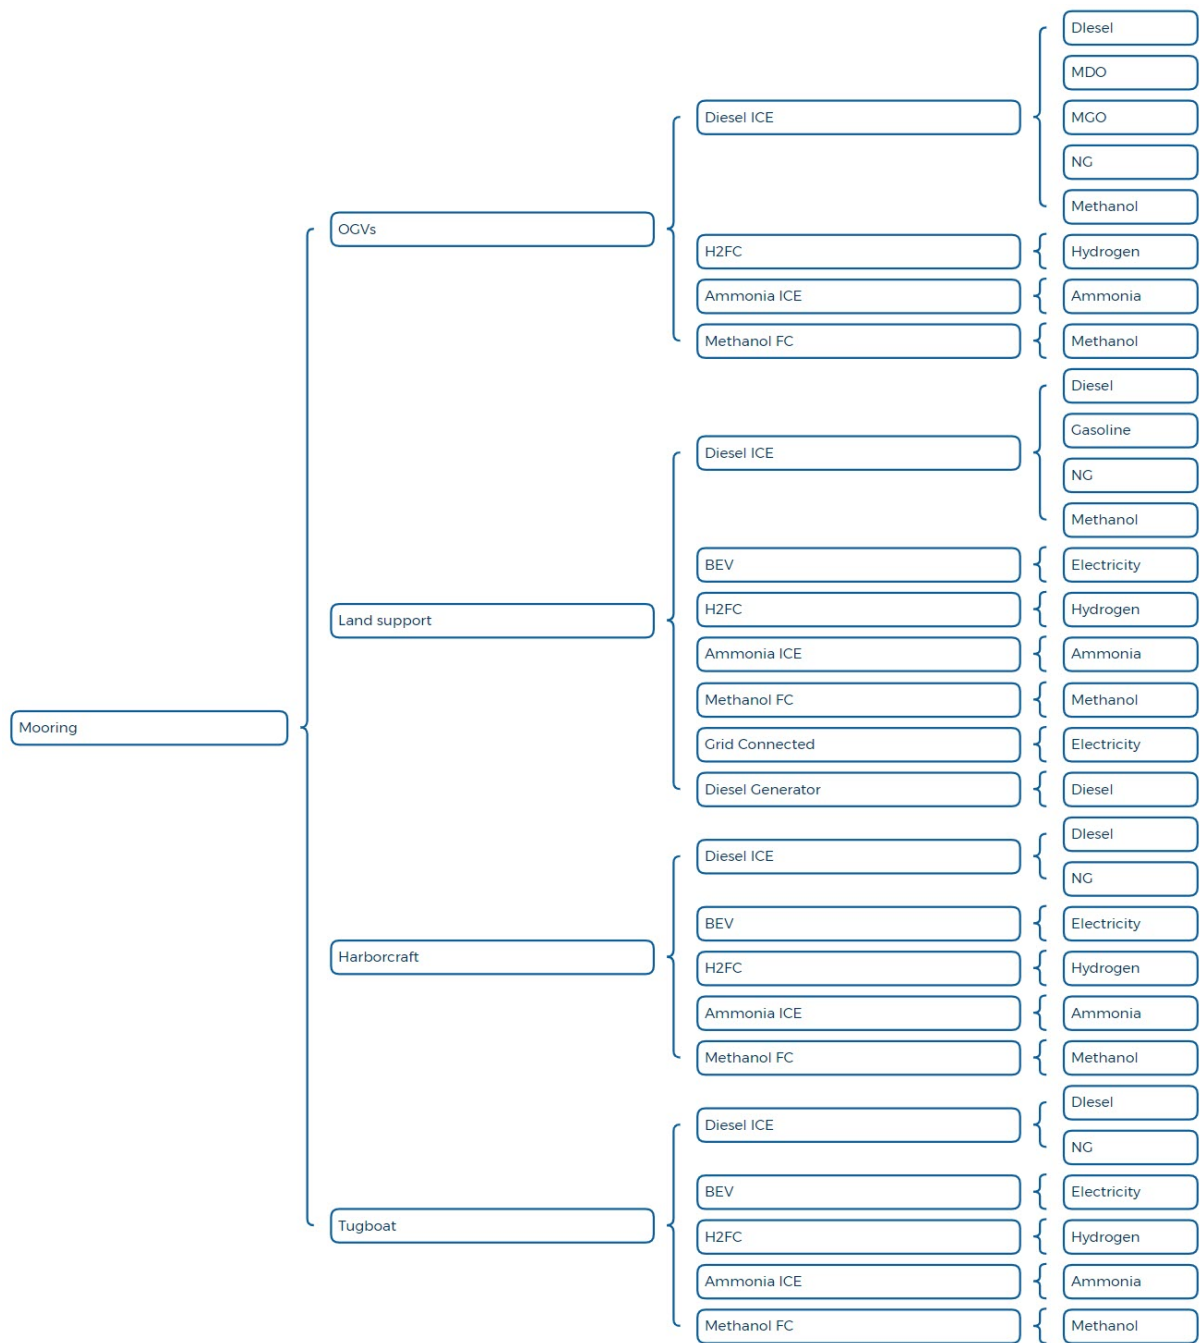 Mooring
OGVs
Diesel ICE
DIesel
MDO
MGO
NG
Methanol
H2FC
Hydrogen
Ammonia ICE
Ammonia
Methanol FC
Methanol
Land support
Diesel ICE
Diesel
Gasoline
NG
Methanol
BEV
Electricity
H2FC
Hydrogen
Ammonia ICE
Ammonia
Methanol FC
Methanol
Grid Connected
Electricity
Diesel Generator
Diesel
Harborcraft
Diesel ICE
DIesel
NG
BEV
Electricity
H2FC
Hydrogen
Ammonia ICE
Ammonia
Methanol FC
Methanol
Tugboat
Diesel ICE
DIesel
NG
BEV
Electricity
H2FC
Hydrogen
Ammonia ICE
Ammonia
Methanol FC
Methanol